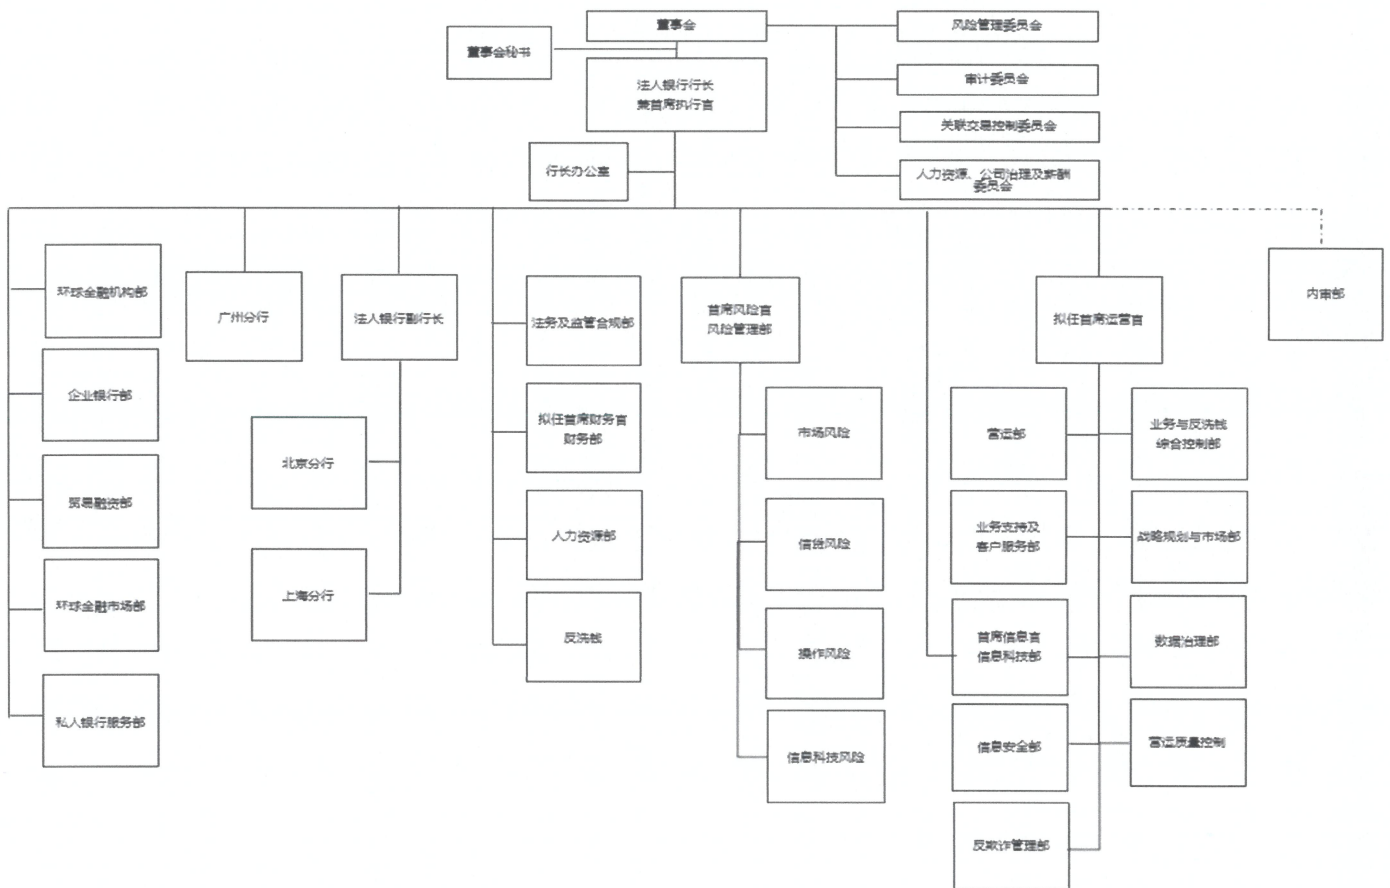 董事会
风险管理委员会
董事会秘书
法人银行行长
兼首席执行官
审计委员会
关联交易控制委员会
行长办公室
人力资源、公司治理及薪酬
委员会
环球金融机构部
广州分行
法人银行副行长
法务及监管合规部
首席风险官
风险管理部
拟任首席运营官
内审部
企业银行部
北京分行
拟任首席财务官
财务部
市场风险
营运部
业务与反洗钱
综合控制部
贸易融资部
人力资源部
信贷风险
业务支持及
客户服务部
战略规划与市场部
环球金融市场部
上海分行
反洗钱
操作风险
首席信息官
信息科技部
数据治理部
私人银行服务部
信息科技风险
信息安全部
营运质量控制
反欺诈管理部